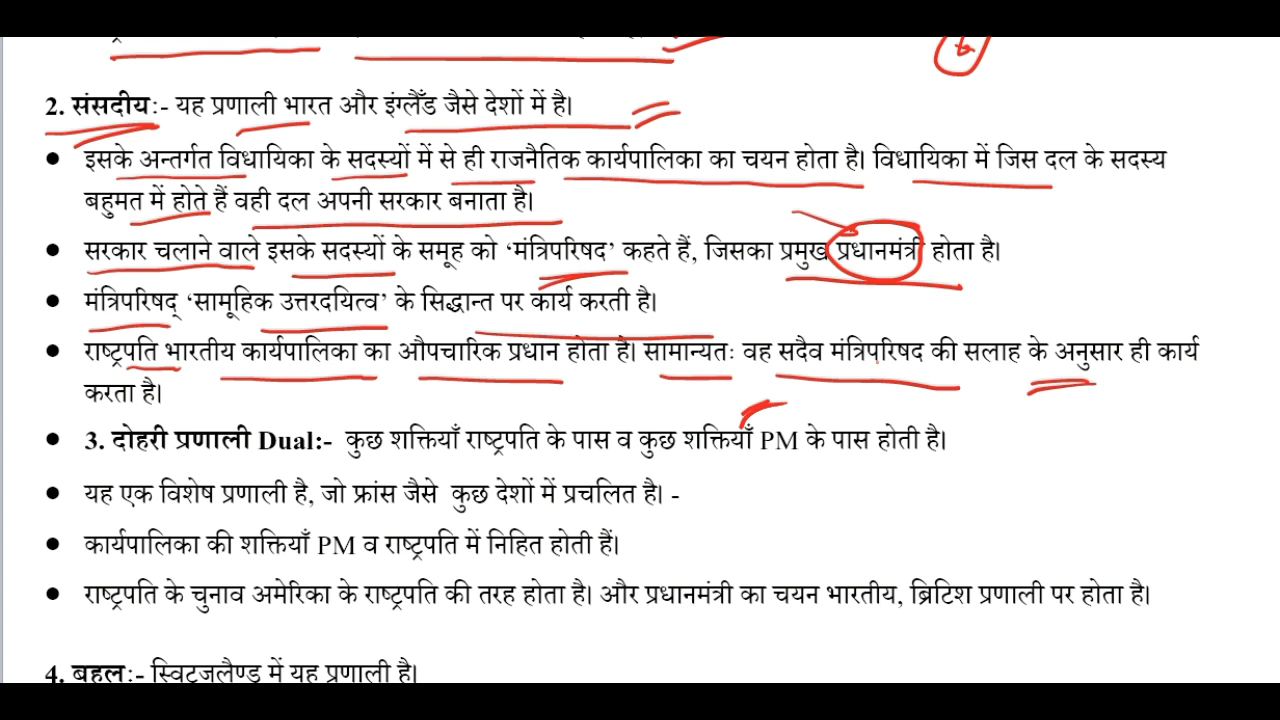 2. संसदीय:- यह प्रणाली भारत और इंग्लैंड जैसे देशों में है।
● इसके अन्तर्गत विधायिका के सदस्यों में से ही राजनैतिक कार्यपालिका का चयन होता है। विधायिका में जिस दल के सदस्य
बहुमत में होते हैं वही दल अपनी सरकार बनाता है।
● सरकार चलाने वाले इसके सदस्यों के समूह को ‘मंत्रिपरिषद’ कहते हैं, जिसका प्रमुख प्रधानमंत्री होता है।
● मंत्रिपरिषद् ‘सामूहिक उत्तरदयित्व’ के सिद्धान्त पर कार्य करती है।
● राष्ट्रपति भारतीय कार्यपालिका का औपचारिक प्रधान होता है। सामान्यतः वह सदैव मंत्रिपरिषद की सलाह के अनुसार ही कार्य
करता है।
● 3. दोहरी प्रणाली Dual:- कुछ शक्तियाँ राष्ट्रपति के पास व कुछ शक्तियाँ PM के पास होती है।
● यह एक विशेष प्रणाली है, जो फ्रांस जैसे कुछ देशों में प्रचलित है। -
● कार्यपालिका की शक्तियाँ PM व राष्ट्रपति में निहित होती हैं।
● राष्ट्रपति के चुनाव अमेरिका के राष्ट्रपति की तरह होता है। और प्रधानमंत्री का चयन भारतीय, ब्रिटिश प्रणाली पर होता है।
4. बहुल:- स्विटजलैण्ड में यह प्रणाली है।